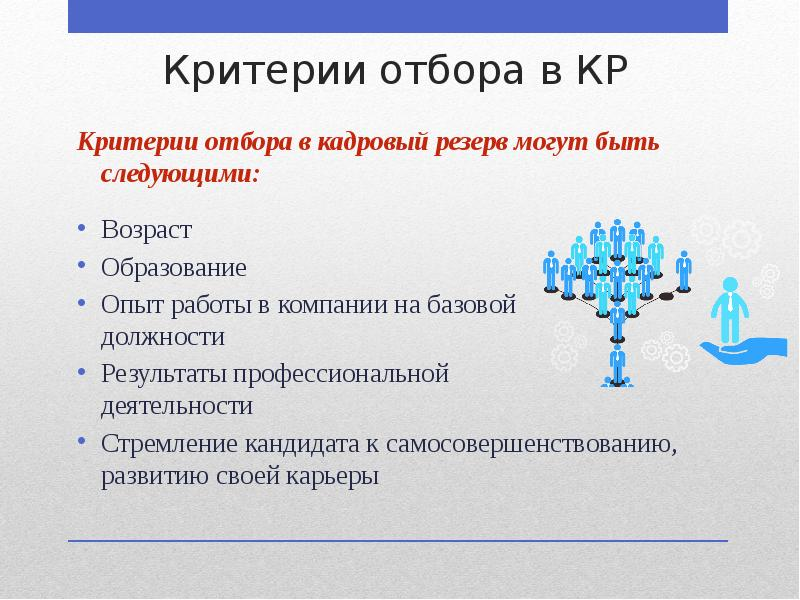 Критерии отбора в КР
Критерии отбора в кадровый резерв могут быть
следующими:
• Возраст
• Образование
• Опыт работы в компании на базовой
должности
• Результаты профессиональной
деятельности
• Стремление кандидата к самосовершенствованию,
развитию своей карьеры